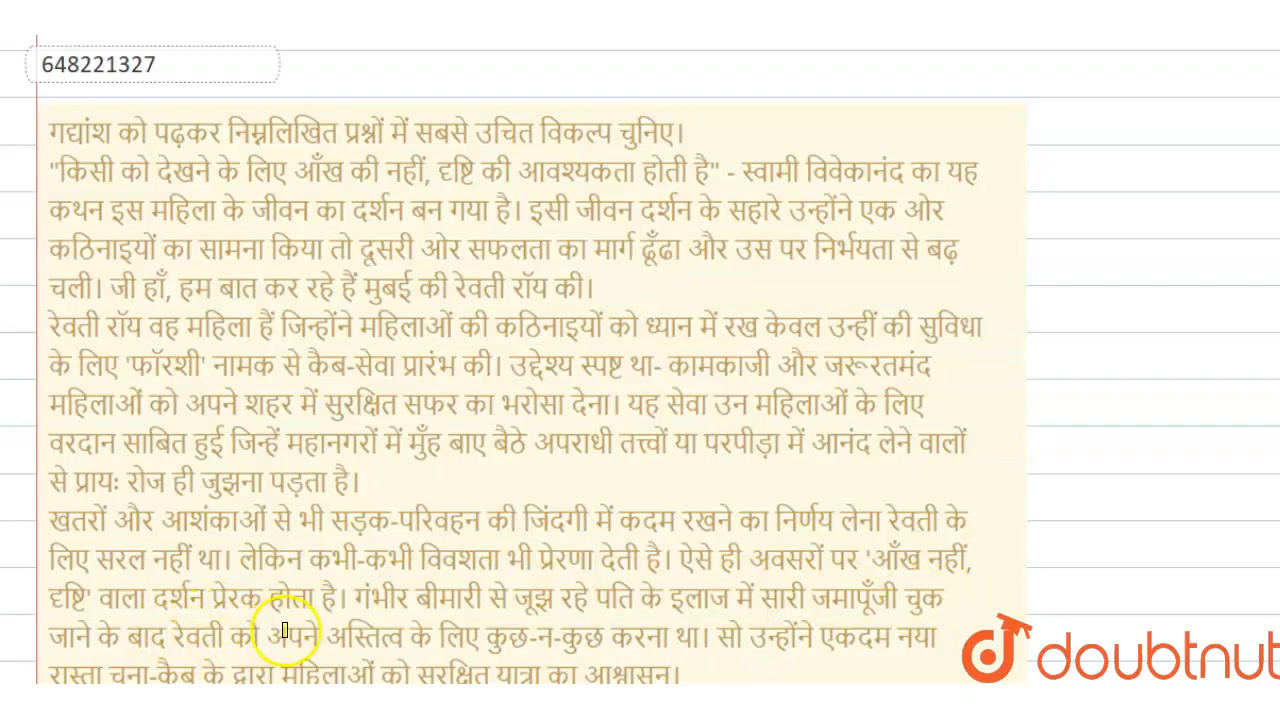 648221327
गद्यांश को पढ़कर निम्नलिखित प्रश्नों में सबसे उचित विकल्प चुनिए।
"किसी को देखने के लिए आँख की नहीं, दृष्टि की आवश्यकता होती है" - स्वामी विवेकानंद का यह
कथन इस महिला के जीवन का दर्शन बन गया है। इसी जीवन दर्शन के सहारे उन्होंने एक ओर
कठिनाइयों का सामना किया तो दूसरी ओर सफलता का मार्ग ढूँढा और उस पर निर्भयता से बढ़
चली। जी हाँ, हम बात कर रहे हैं मुबई की रेवती रॉय की।
रेवती रॉय वह महिला हैं जिन्होंने महिलाओं की कठिनाइयों को ध्यान में रख केवल उन्हीं की सुविधा
के लिए 'फॉरशी' नामक से कैब-सेवा प्रारंभ की। उद्देश्य स्पष्ट था- कामकाजी और जरूरतमंद
महिलाओं को अपने शहर में सुरक्षित सफर का भरोसा देना। यह सेवा उन महिलाओं के लिए
वरदान साबित हुई जिन्हें महानगरों में मुँह बाए बैठे अपराधी तत्त्वों या परपीड़ा में आनंद लेने वालों
से प्रायः रोज ही जुझना पड़ता है।
खतरों और आशंकाओं से भी सड़क-परिवहन की जिंदगी में कदम रखने का निर्णय लेना रेवती के
लिए सरल नहीं था। लेकिन कभी-कभी विवशता भी प्रेरणा देती है। ऐसे ही अवसरों पर 'आँख नहीं,
दृष्टि' वाला दर्शन प्रेरक होता है। गंभीर बीमारी से जूझ रहे पति के इलाज में सारी जमापूँजी चुक
जाने के बाद रेवती को अपने अस्तित्व के लिए कुछ-न-कुछ करना था। सो उन्होंने एकदम नया
रास्ता चुना-कैब के द्वारा महिलाओं को सुरक्षित यात्रा का आश्वासन।
doubtnut